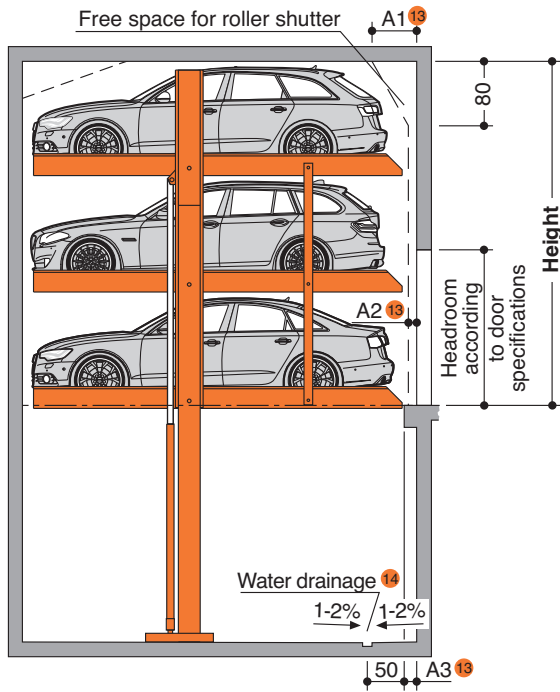 Free space for roller shutter
A1 13
80
Height
A2 13
Headroom
according
to door
specifications
Water drainage 14
1-2% 1-2%
50 A3 13